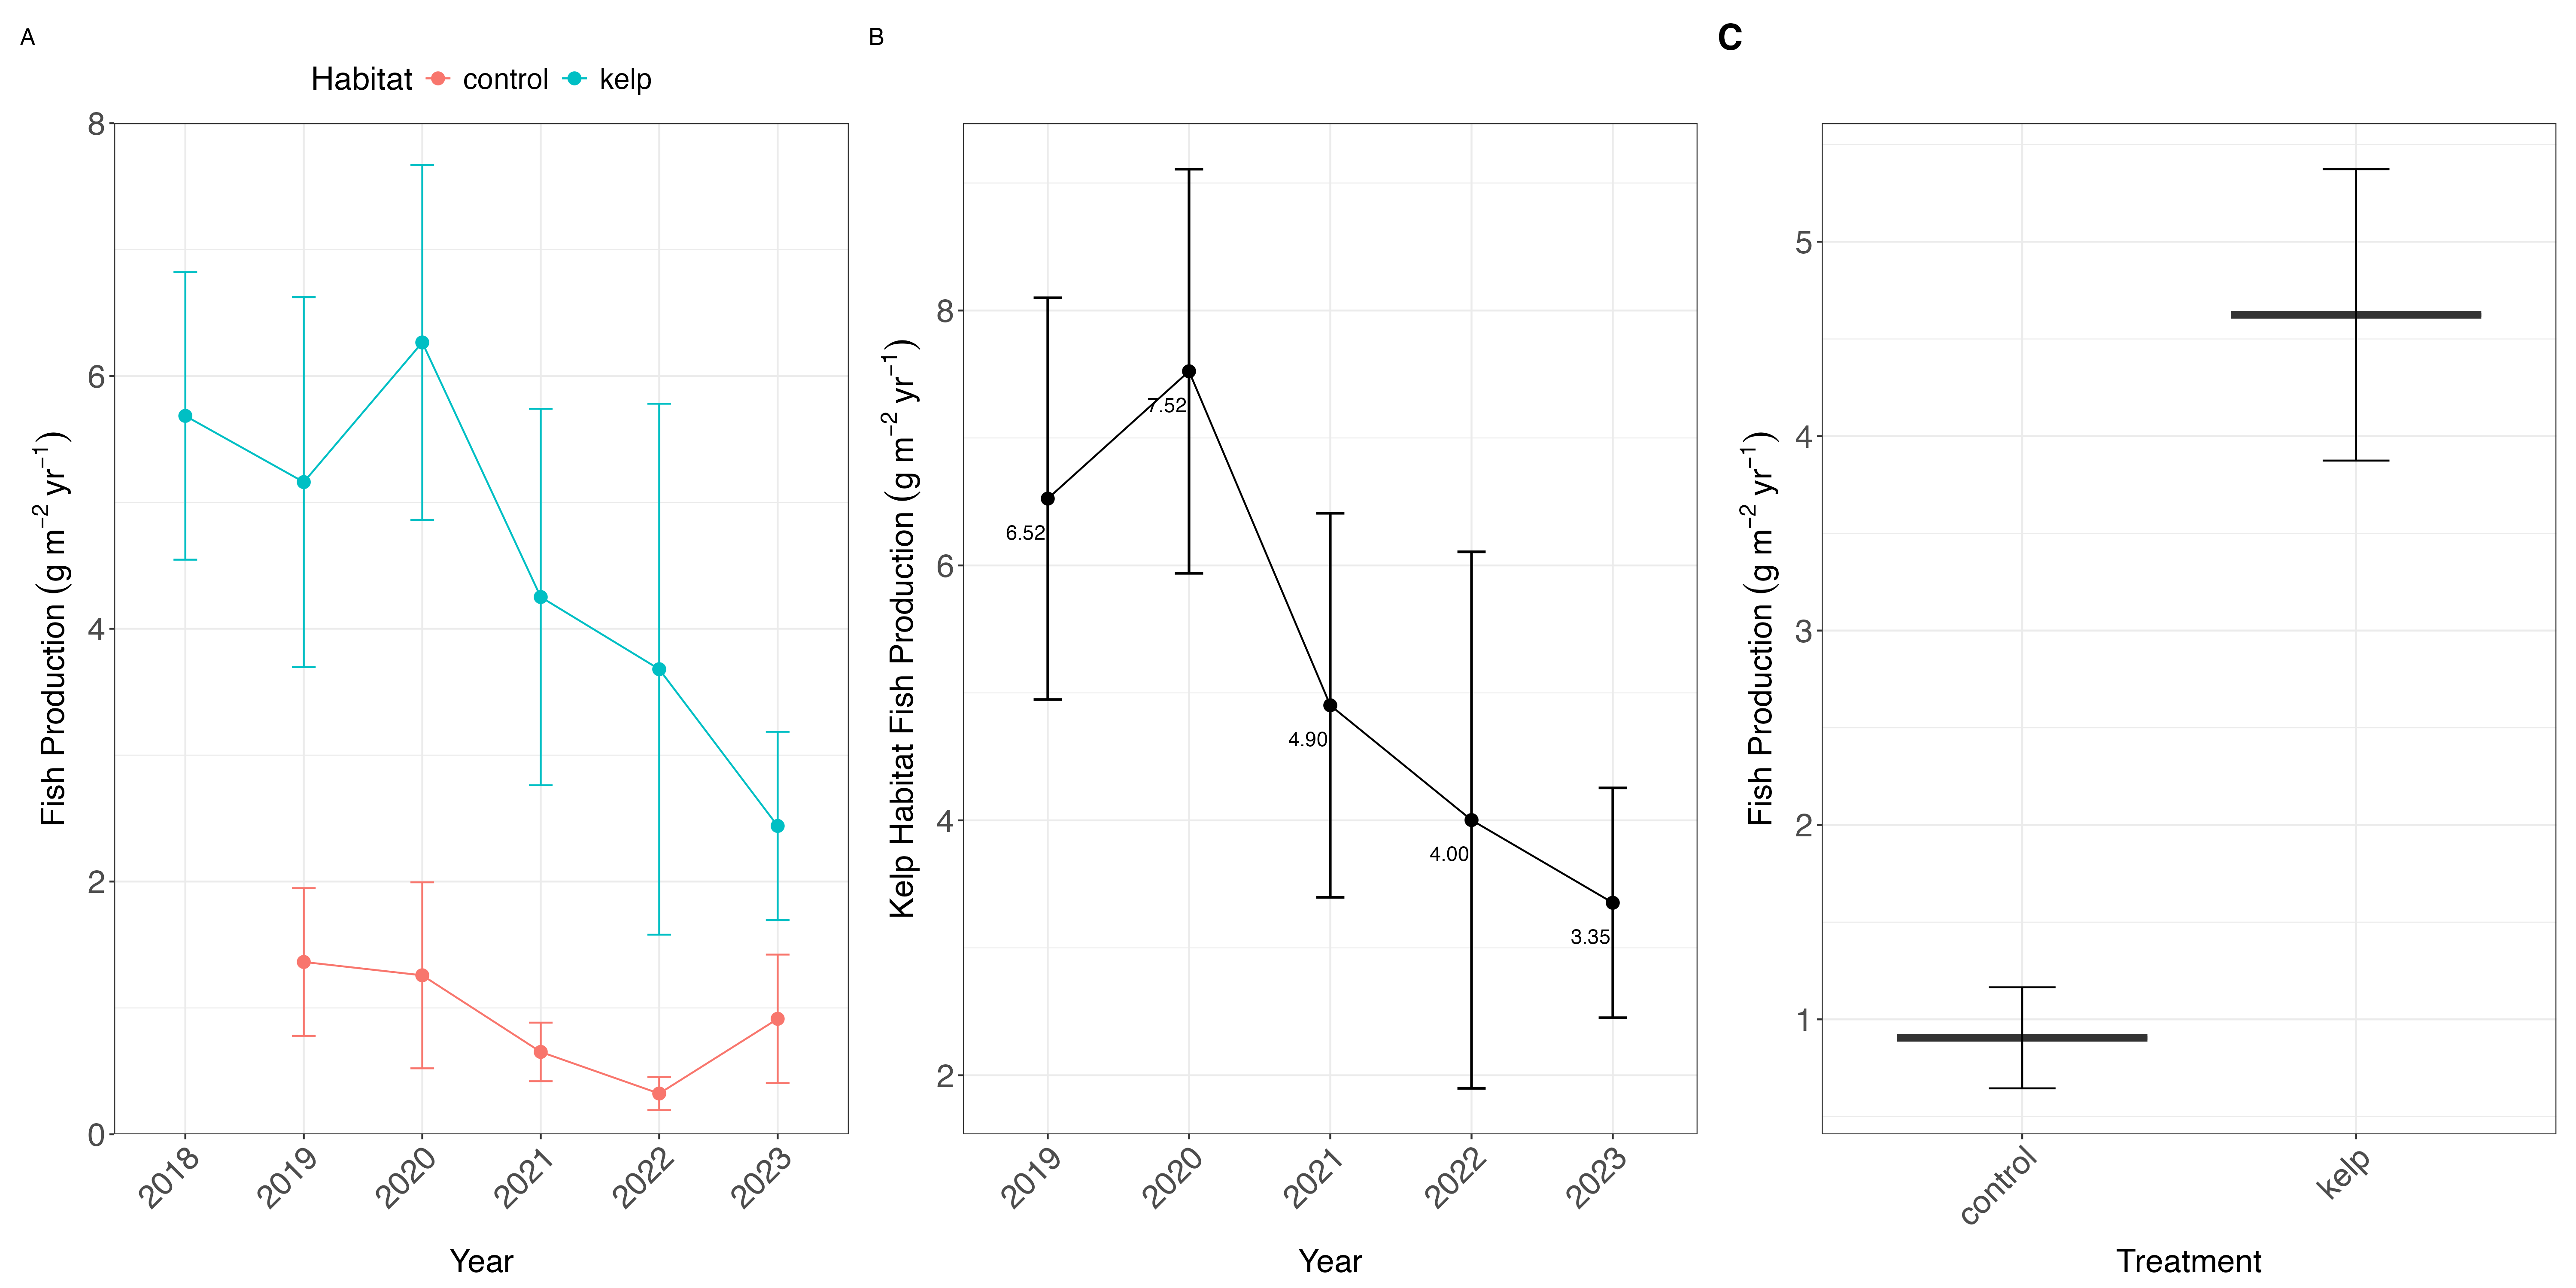 A
Habitat control kelp
Fish Production (g m⁻² yr⁻¹)
8
6
4
2
0
2018
2019
2020
2021
2022
2023
Year
B
Kelp Habitat Fish Production (g m⁻² yr⁻¹)
8
6
4
2
6.52
7.52
4.90
4.00
3.35
2019
2020
2021
2022
2023
Year
C
Fish Production (g m⁻² yr⁻¹)
5
4
3
2
1
control
kelp
Treatment